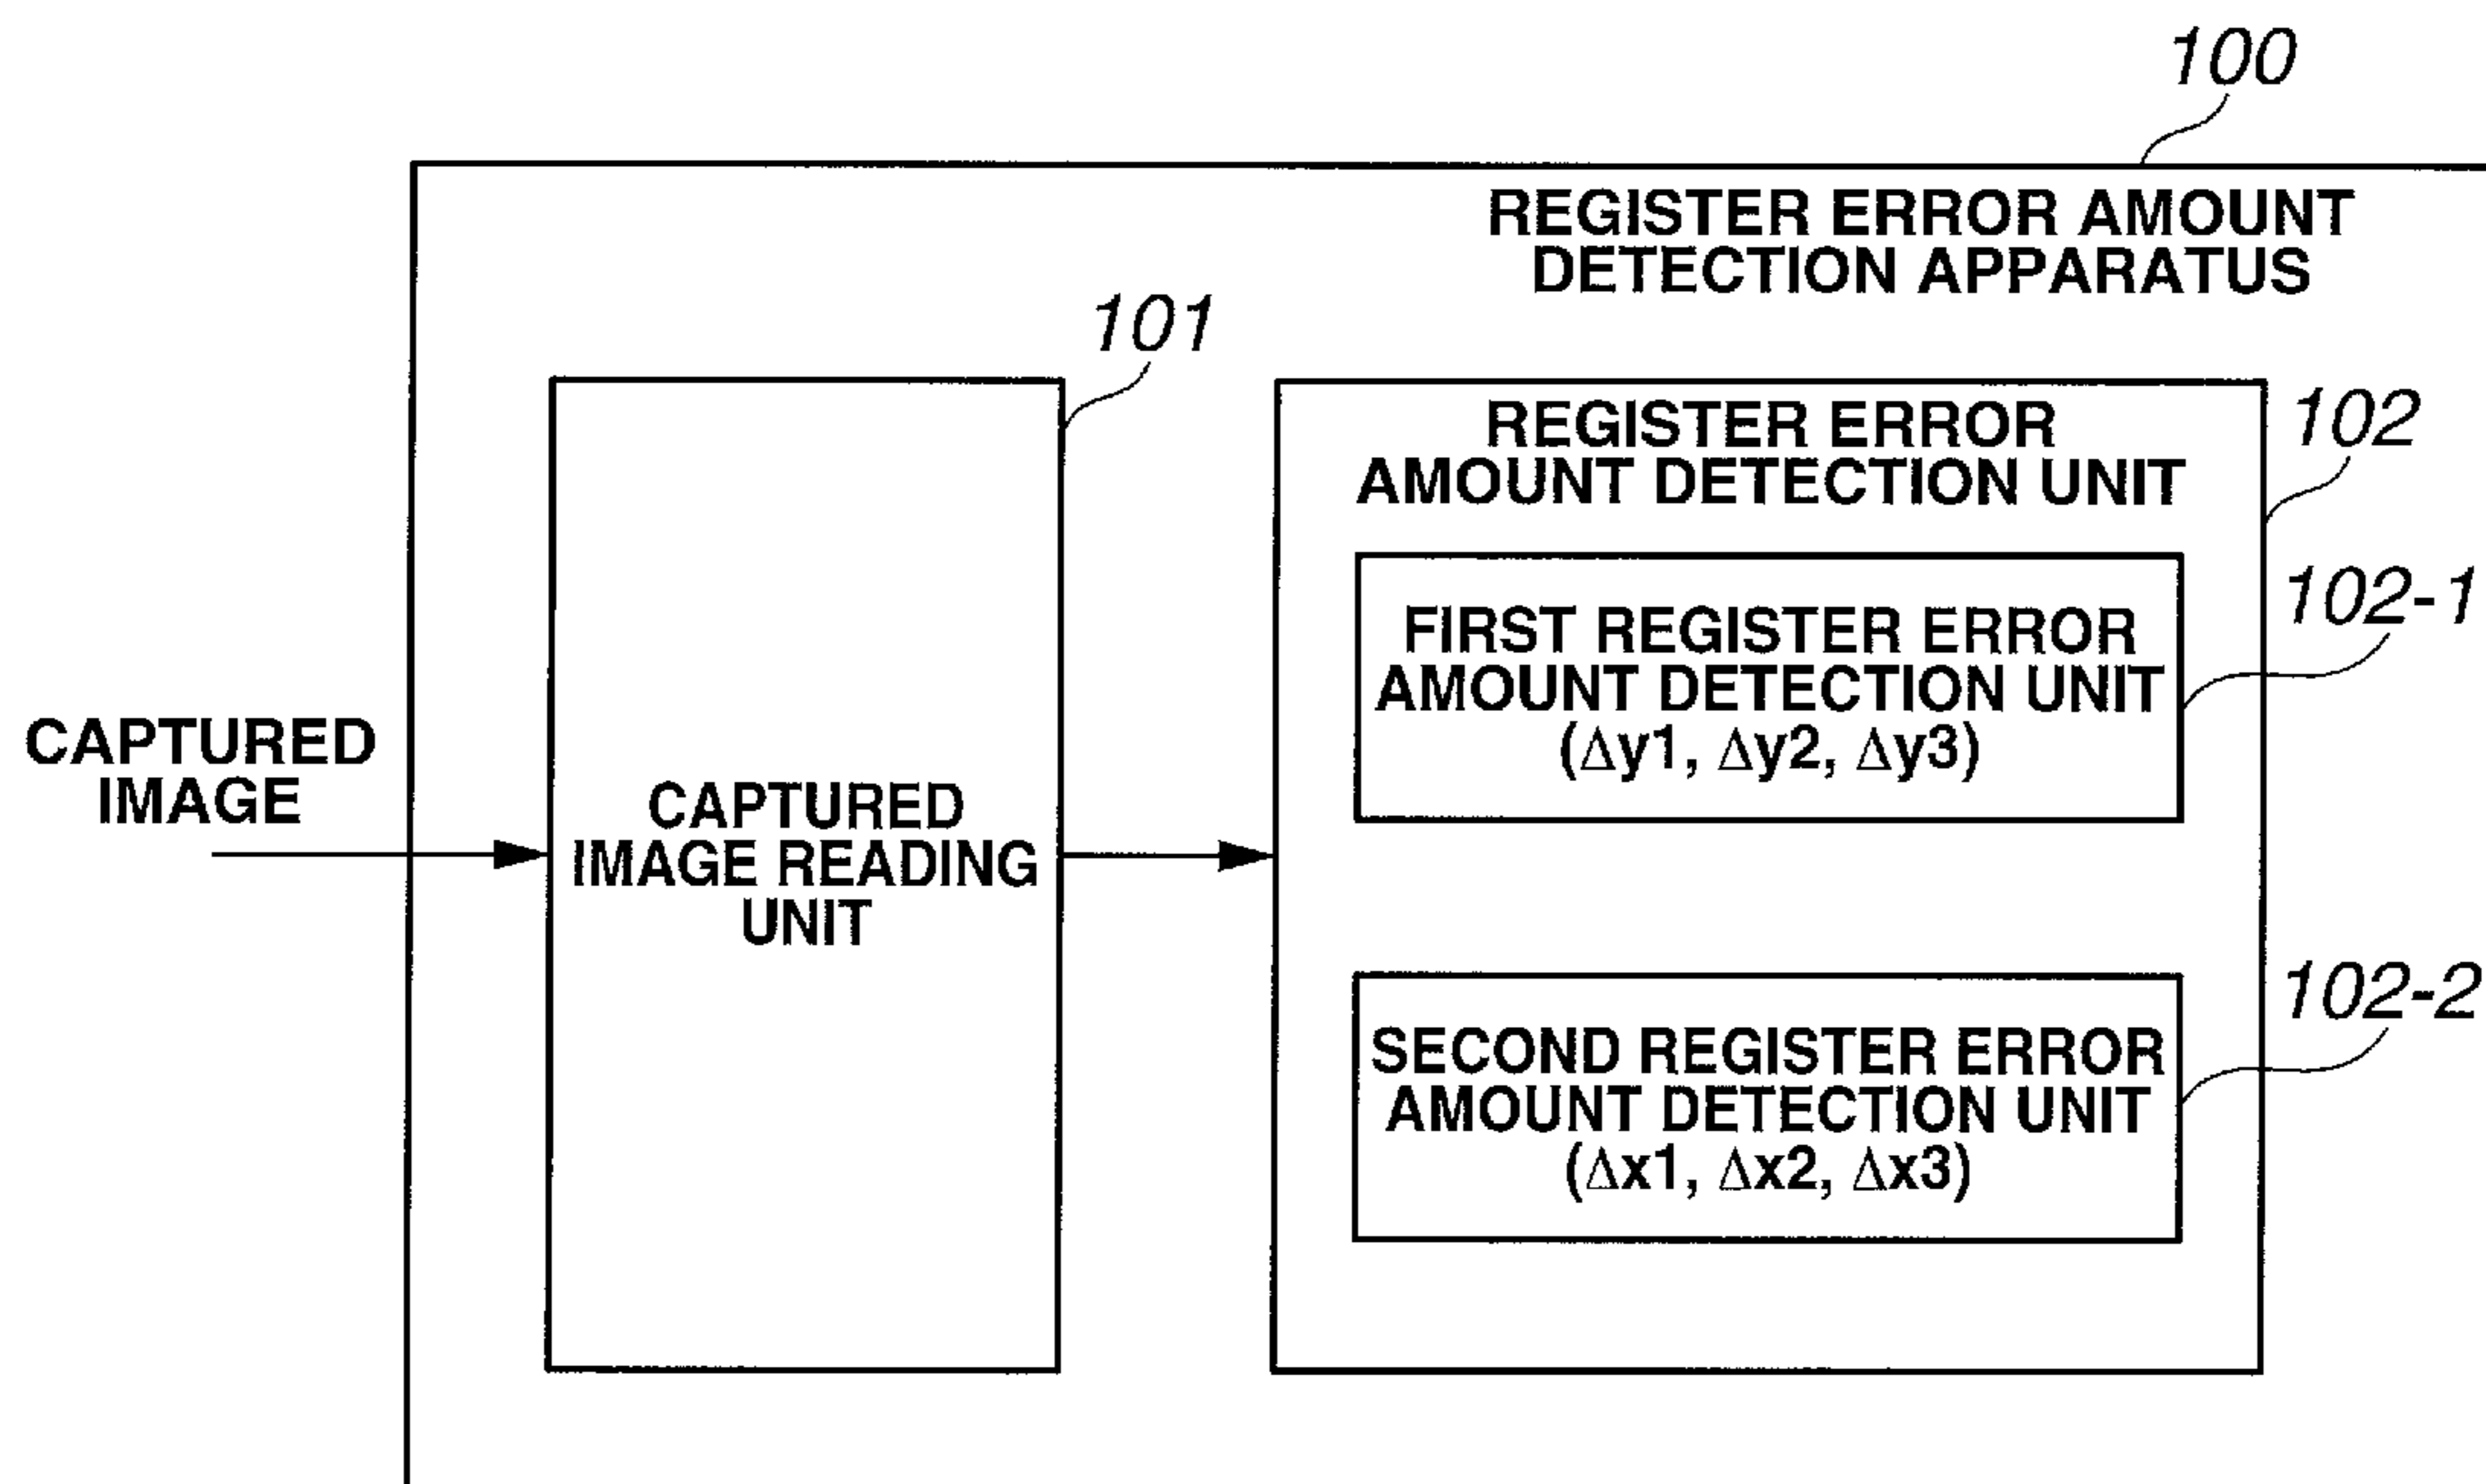 100
REGISTER ERROR AMOUNT
DETECTION APPARATUS
101
102
REGISTER ERROR
AMOUNT DETECTION UNIT
102-1
FIRST REGISTER ERROR
AMOUNT DETECTION UNIT
(Δy1, Δy2, Δy3)
CAPTURED
IMAGE
CAPTURED
IMAGE READING
UNIT
102-2
SECOND REGISTER ERROR
AMOUNT DETECTION UNIT
(Δx1, Δx2, Δx3)